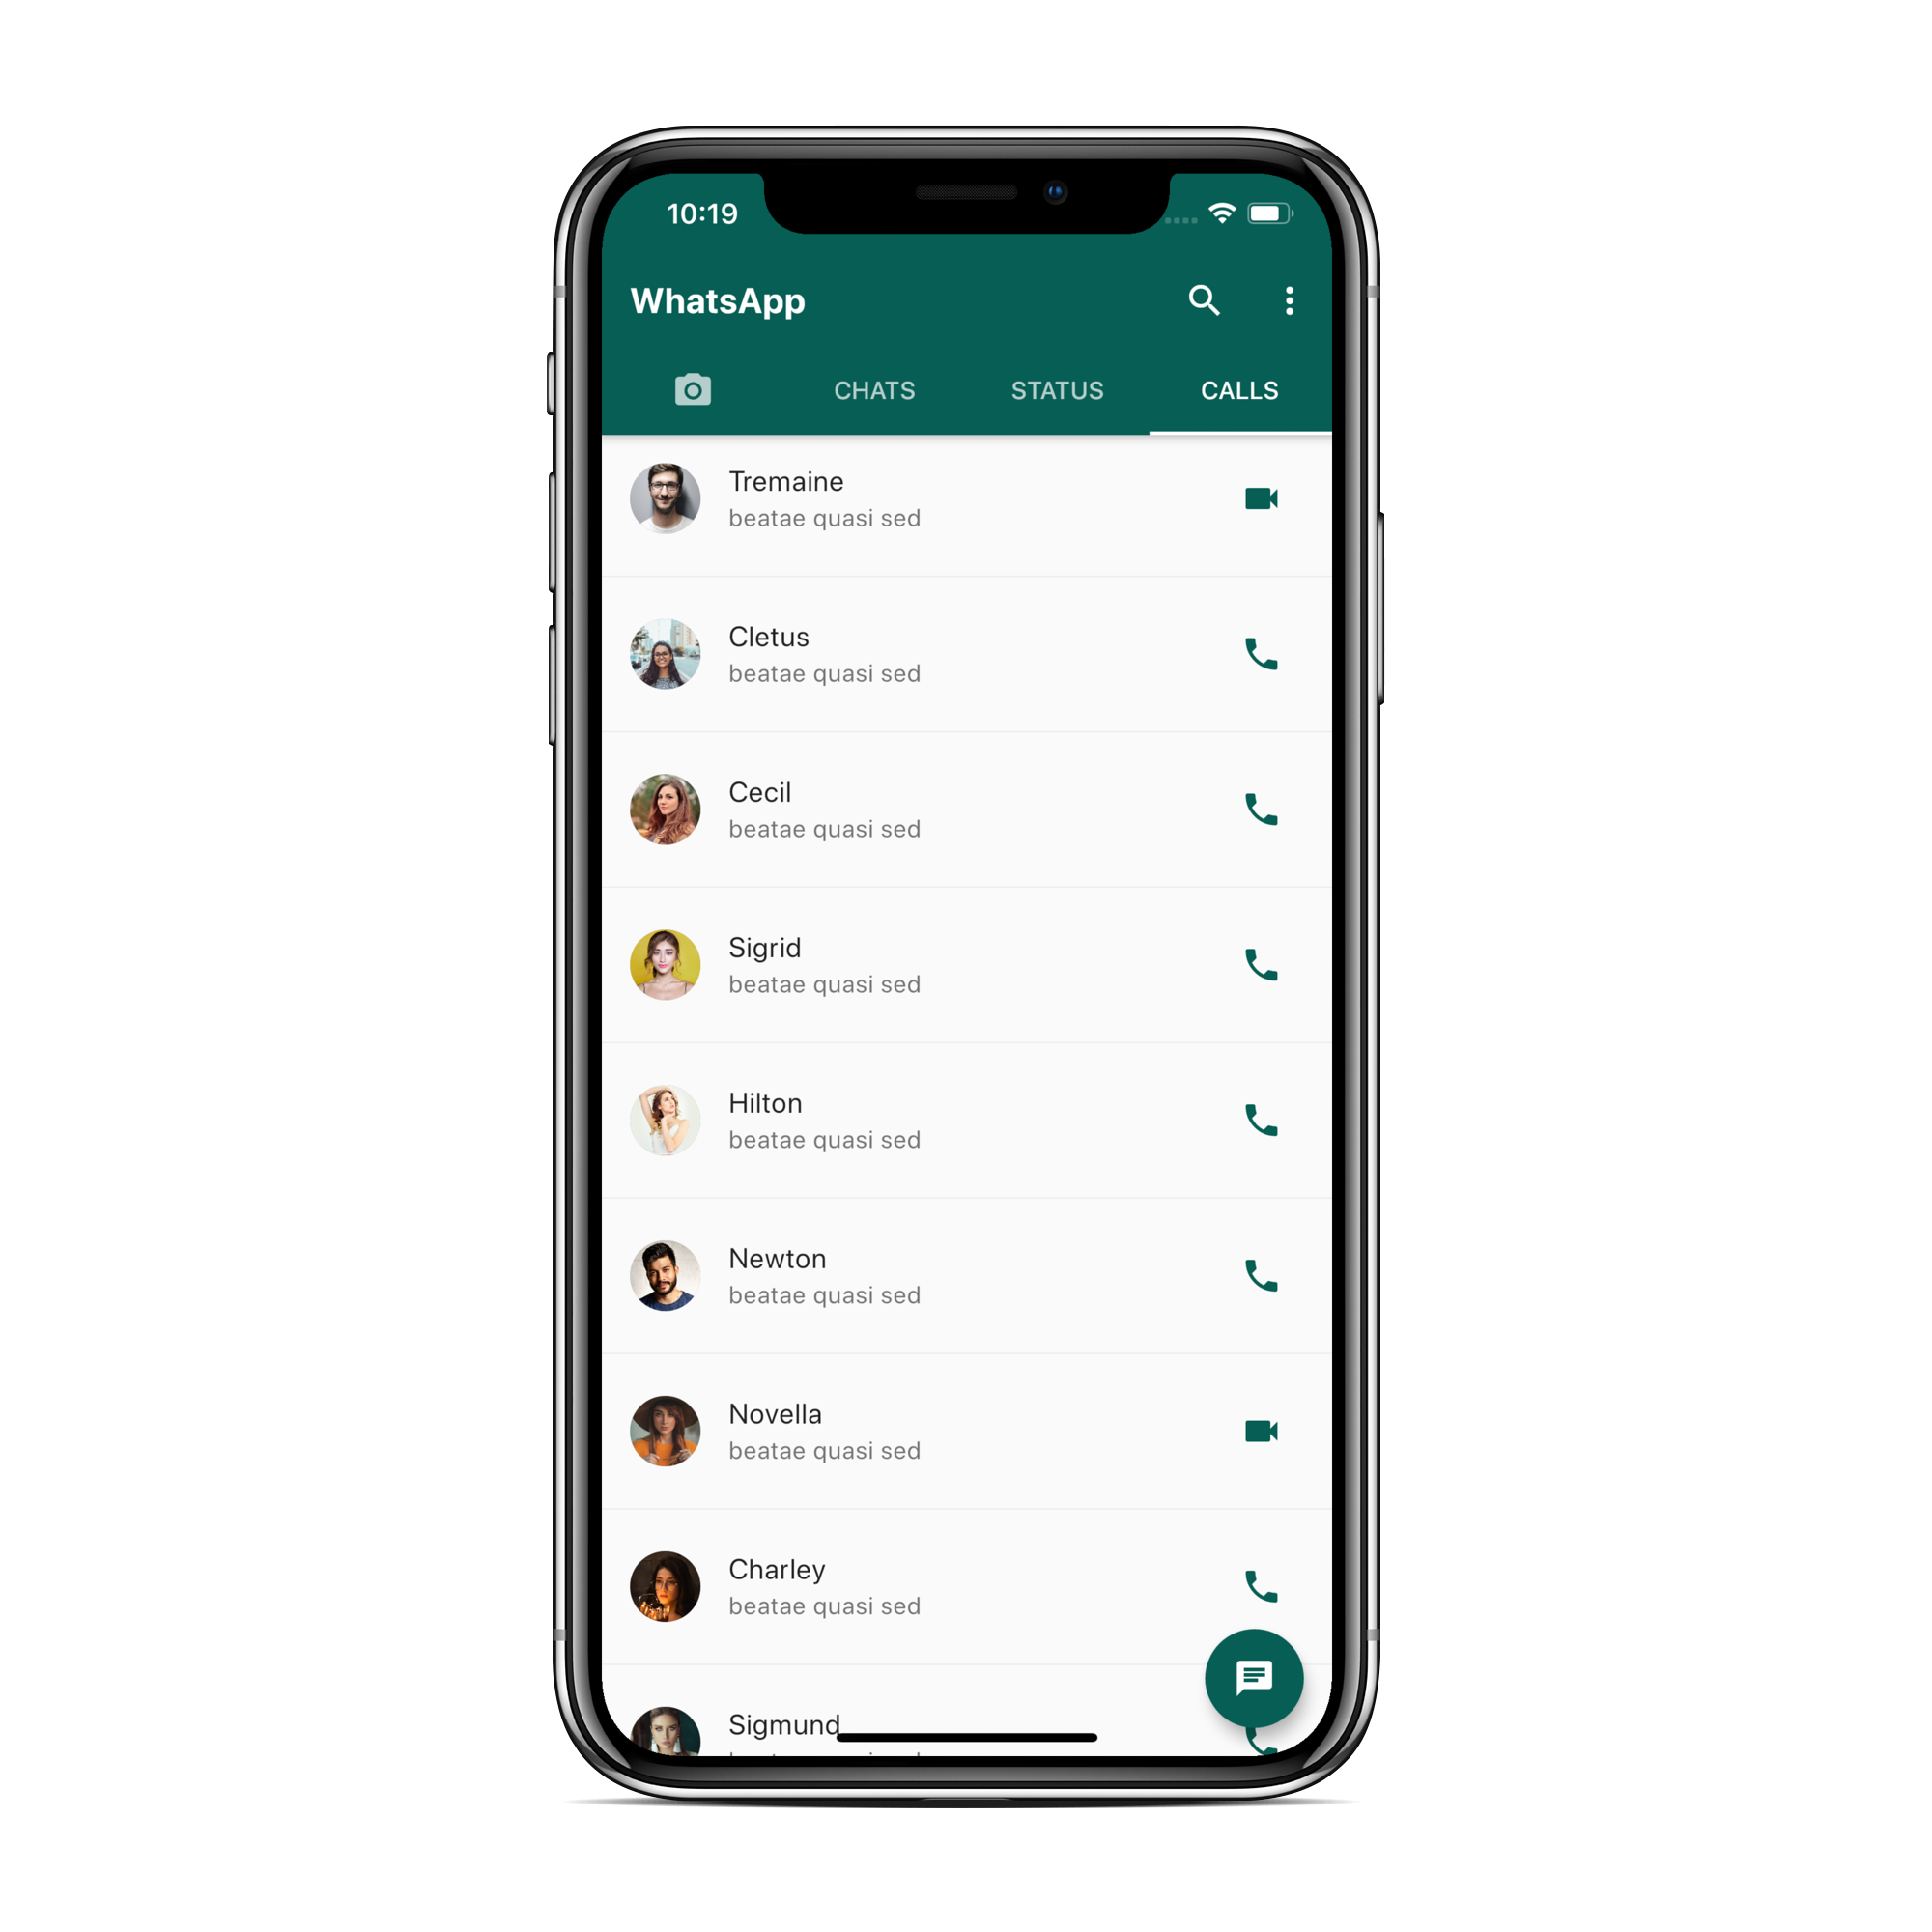 10:19
WhatsApp
CHATS STATUS CALLS
Tremaine
beatae quasi sed
Cletus
beatae quasi sed
Cecil
beatae quasi sed
Sigrid
beatae quasi sed
Hilton
beatae quasi sed
Newton
beatae quasi sed
Novella
beatae quasi sed
Charley
beatae quasi sed
Sigmund